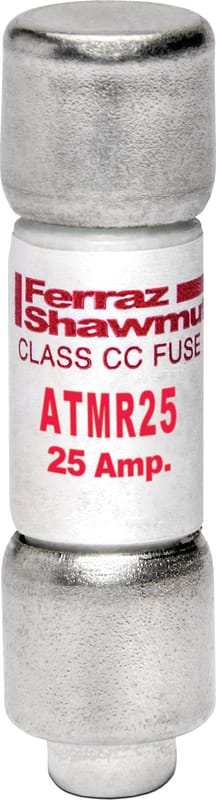 Ferraz
Shawmut
CLASS CC FUSE
ATMR25
25 Amp.